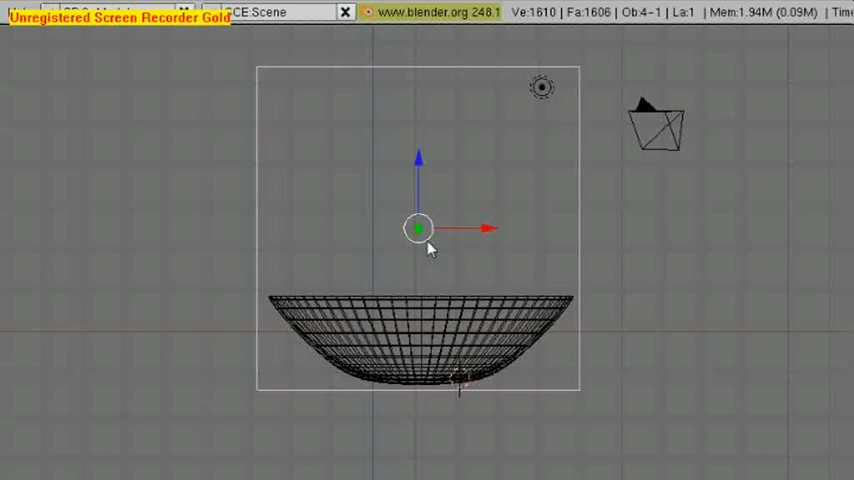 Unregistered Screen Recorder Gold
SCE:Scene
www.blender.org 248.1
Ve:1610 | Fa:1606 | Ob:4-1 | La:1 | Mem:1.94M (0.09M) | Time